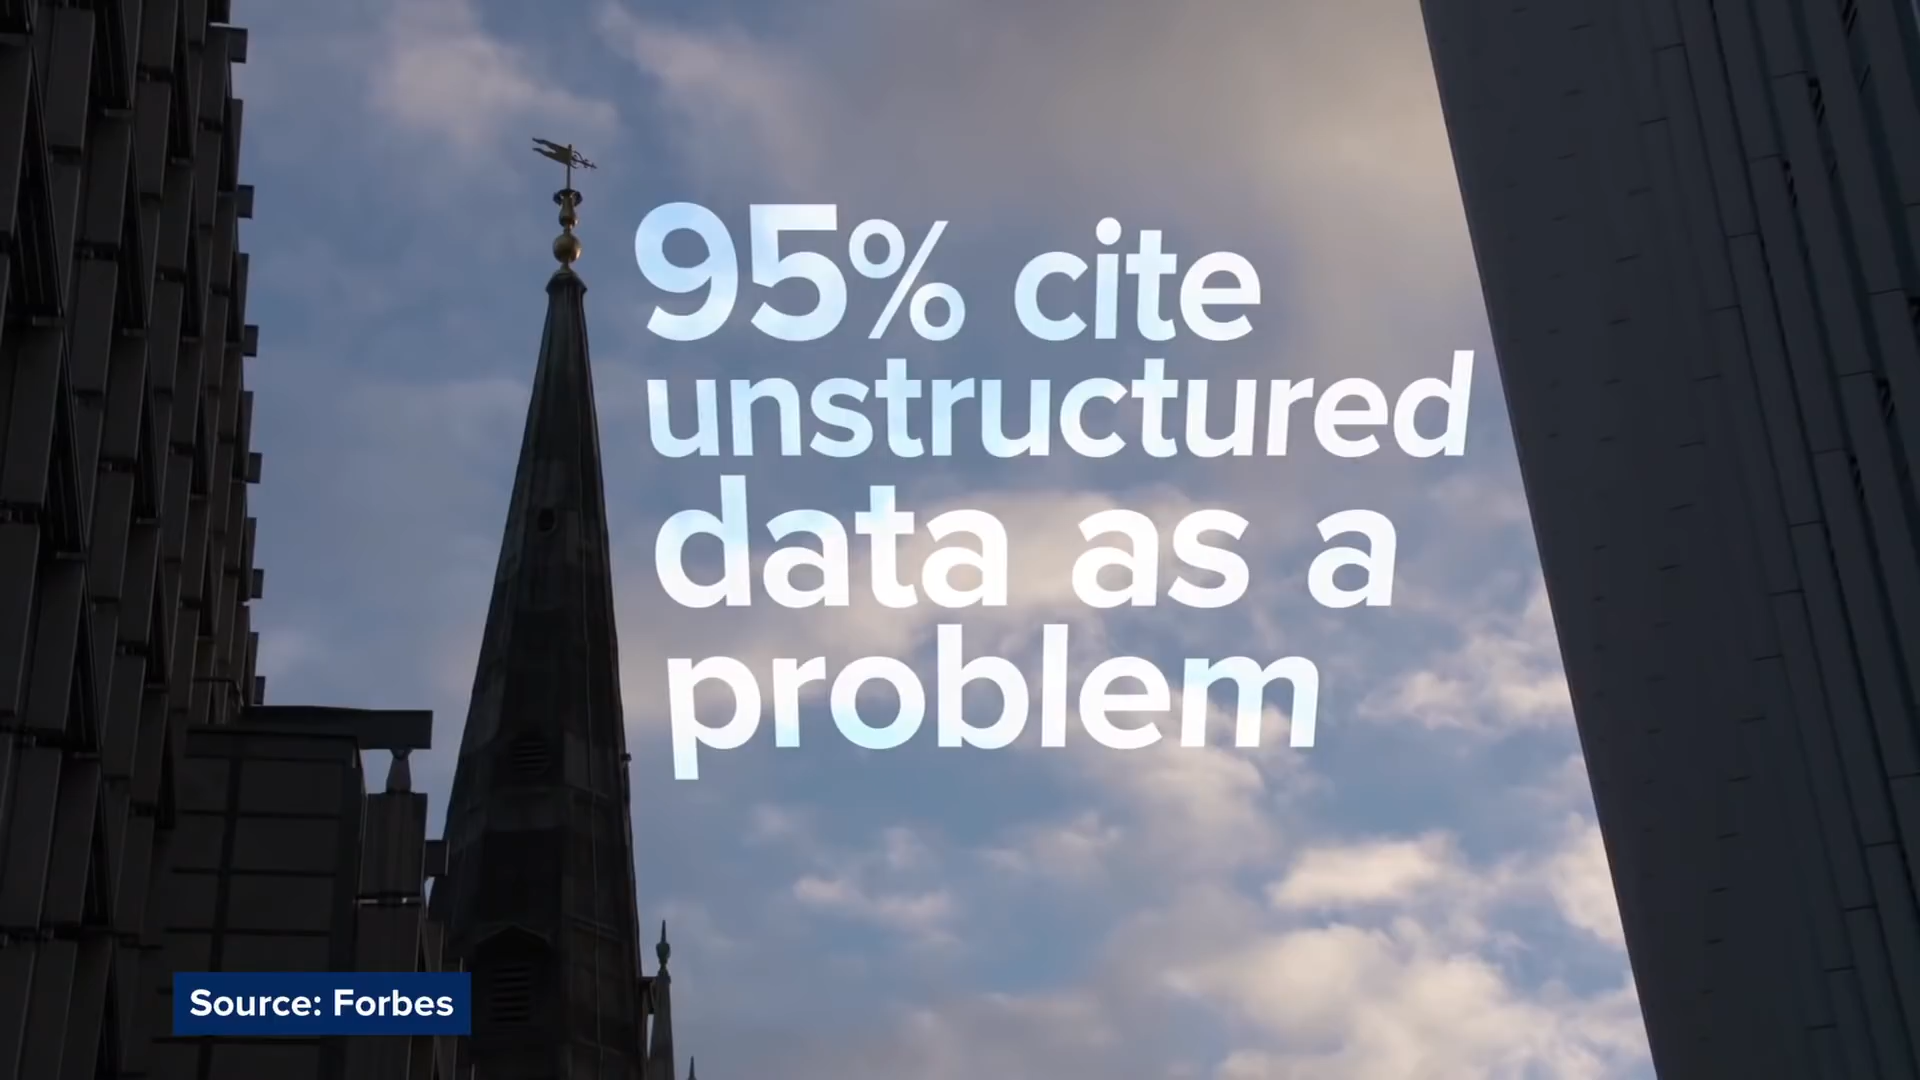 95% cite
unstructured
data as a
problem
Source: Forbes